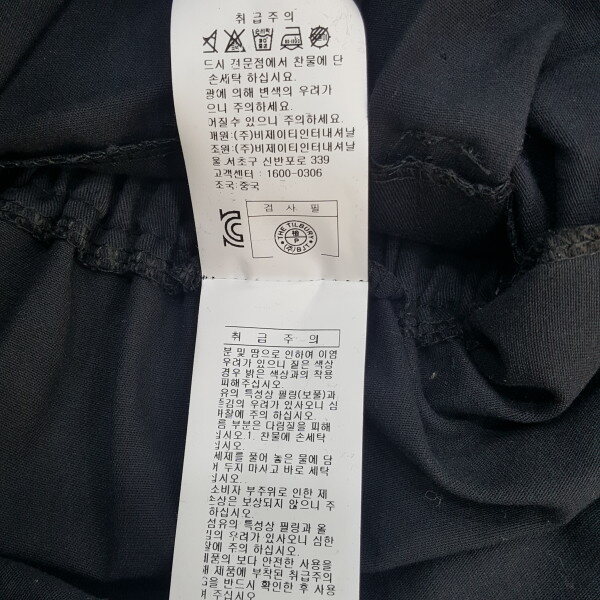 취급주의
드시 전문점에서 찬물에 단
손세탁 하십시요.
광에 의해 변색의 우려가
으니 주의하세요.
거질수 있으니 주의하세요.
매원:(주)비제이티인터내셔날
조원:(주)비제이티인터내셔날
울 서초구 신반포로 339
고객센터 : 1600-0306
조국:중국
검 사 필
THE TILBURY
(주)BJT
취 급 주 의
분 및 땀으로 인하여 이염
우려가 있으니 짙은 색상
경우 밝은 색상과의 착용
피해주십시오.
유의 특성상 필링(보풀)과
뜯김의 우려가 있사오니 심
마찰에 주의 하십시오.
름 부분은 다림질을 피해
십시오.1. 찬물에 손세탁
십시오.
세제를 풀어 놓은 물에 담
어 두지 마시고 바로 세탁
십시오.
소비자 부주위로 인한 제
손상은 보상되지 않으니 주
하십시오.
섬유의 특성상 필링과 올
김의 우려가 있사오니 심한
찰에 주의 하십시오.
제품의 보다 안전한 사용을
해 제품에 부착된 취급주의
G을 반드시 확인한 후 사용
하십시오.